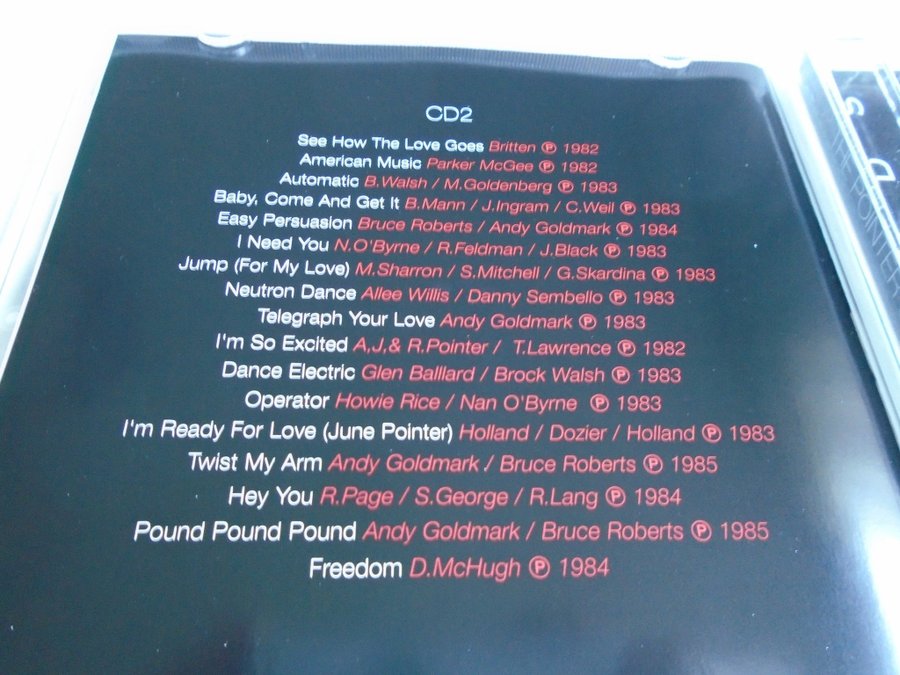 CD2
See How The Love Goes Britten ℗ 1982
American Music Parker McGee ℗ 1982
Automatic B.Walsh / M.Goldenberg ℗ 1983
Baby, Come And Get It B.Mann / J.Ingram / C.Weil ℗ 1983
Easy Persuasion Bruce Roberts / Andy Goldmark ℗ 1984
I Need You N.O'Byrne / R.Feldman / J.Black ℗ 1983
Jump (For My Love) M.Sharron / S.Mitchell / G.Skardina ℗ 1983
Neutron Dance Allee Willis / Danny Sembello ℗ 1983
Telegraph Your Love Andy Goldmark ℗ 1983
I'm So Excited A,J,& R.Pointer / T.Lawrence ℗ 1982
Dance Electric Glen Balllard / Brock Walsh ℗ 1983
Operator Howie Rice / Nan O'Byrne ℗ 1983
I'm Ready For Love (June Pointer) Holland / Dozier / Holland ℗ 1983
Twist My Arm Andy Goldmark / Bruce Roberts ℗ 1985
Hey You R.Page / S.George / R.Lang ℗ 1984
Pound Pound Pound Andy Goldmark / Bruce Roberts ℗ 1985
Freedom D.McHugh ℗ 1984
THE POINTER